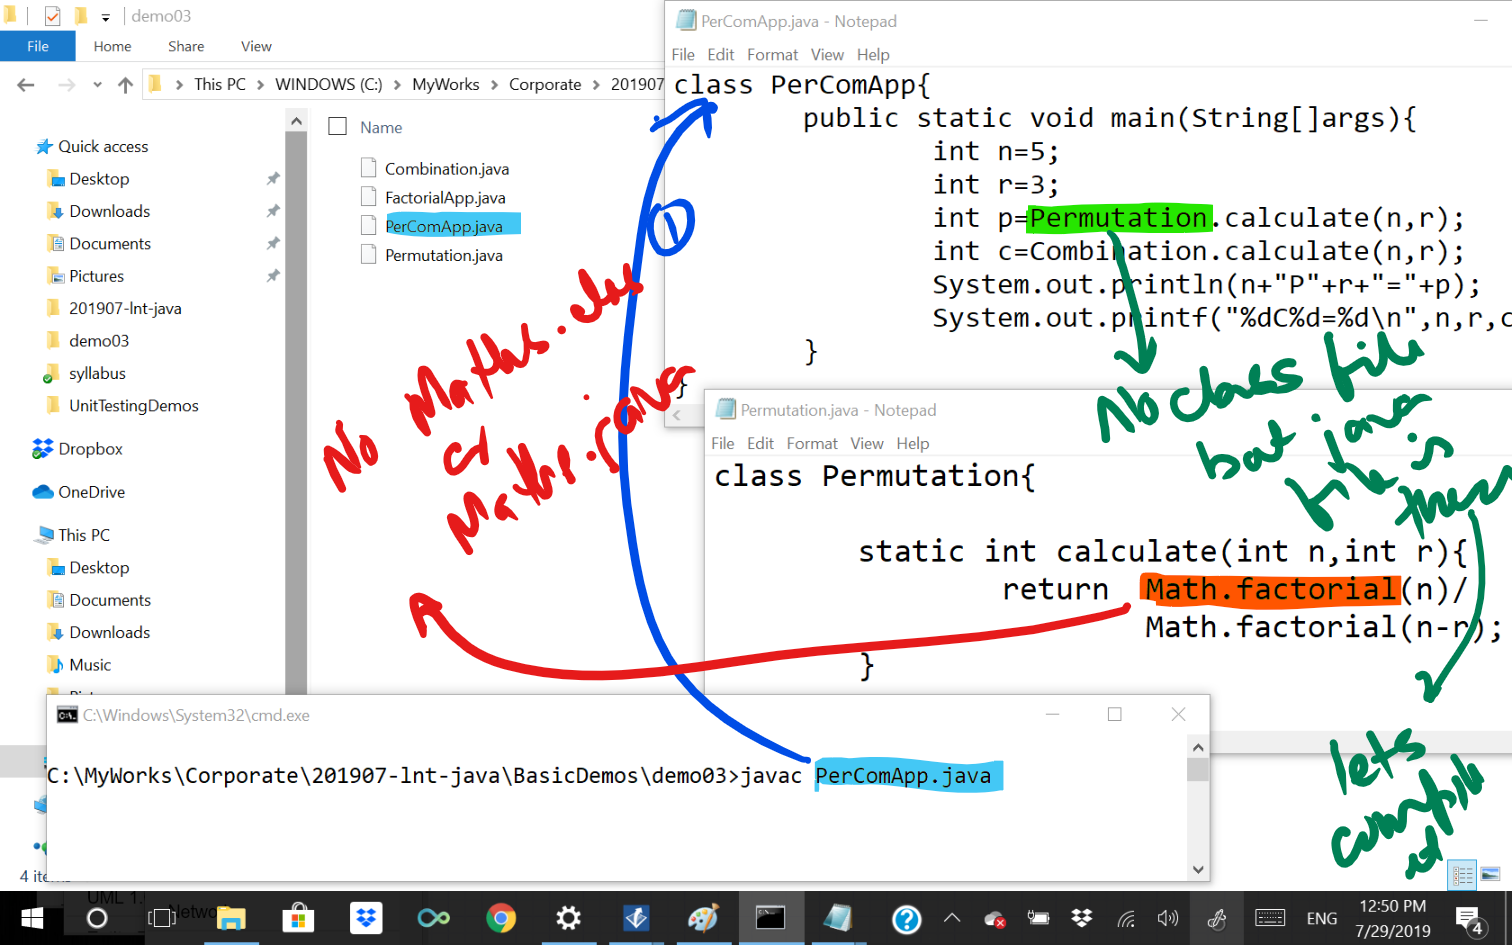 demo03
File Home Share View
This PC > WINDOWS (C:) > MyWorks > Corporate > 201907
Quick access
Desktop
Downloads
Documents
Pictures
201907-lnt-java
demo03
syllabus
UnitTestingDemos
Dropbox
OneDrive
This PC
Desktop
Documents
Downloads
Music
4 ite
Name
Combination.java
FactorialApp.java
PerComApp.java
Permutation.java
PerComApp.java - Notepad
File Edit Format View Help
class PerComApp{
public static void main(String[]args){
int n=5;
int r=3;
int p=Permutation.calculate(n,r);
int c=Combination.calculate(n,r);
System.out.println(n+"P"+r+"="+p);
System.out.printf("%dC%d=%d\n",n,r,c
}
}
1
No class file
but java
file is
there
lets
compile
it
Permutation.java - Notepad
File Edit Format View Help
class Permutation{
static int calculate(int n,int r){
return Math.factorial(n)/
Math.factorial(n-r);
}
No Maths.
Maths.java
C:\Windows\System32\cmd.exe
C:\MyWorks\Corporate\201907-lnt-java\BasicDemos\demo03>javac PerComApp.java
UML 1.
Netwo
ENG
12:50 PM
7/29/2019
4